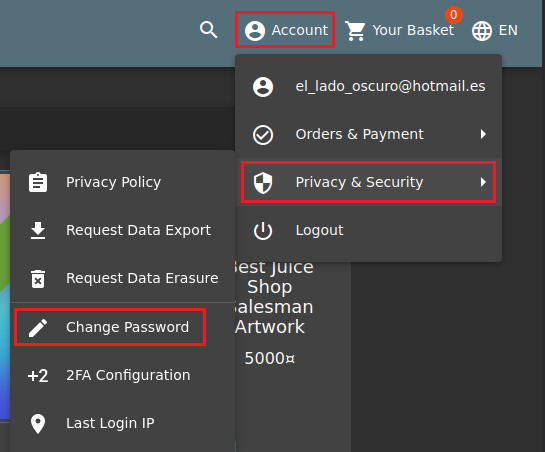 0
Account
Your Basket
EN
el_lado_oscuro@hotmail.es
Orders & Payment
Privacy & Security
Logout
Privacy Policy
Request Data Export
Request Data Erasure
Change Password
+2 2FA Configuration
Last Login IP
Best Juice
Shop
Salesman
Artwork
5000¤